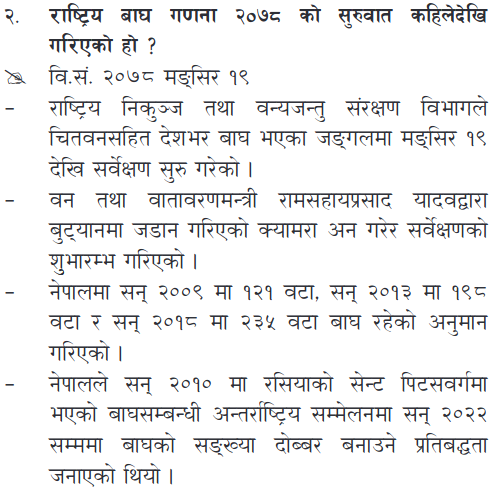 २. राष्ट्रिय बाघ गणना २०७८ को सुरुवात कहिलेदेखि
गरिएको हो ?
वि.सं. २०७८ मङ्सिर १९
– राष्ट्रिय निकुञ्ज तथा वन्यजन्तु संरक्षण विभागले
चितवनसहित देशभर बाघ भएका जङ्गलमा मङ्सिर १९
देखि सर्वेक्षण सुरु गरेको ।
– वन तथा वातावरणमन्त्री रामसहायप्रसाद यादवद्वारा
बुट्यानमा जडान गरिएको क्यामरा अन गरेर सर्वेक्षणको
शुभारम्भ गरिएको ।
– नेपालमा सन् २००९ मा १२१ वटा, सन् २०१३ मा १९८
वटा र सन् २०१८ मा २३५ वटा बाघ रहेको अनुमान
गरिएको ।
– नेपालले सन् २०१० मा रसियाको सेन्ट पिटसवर्गमा
भएको बाघसम्बन्धी अन्तर्राष्ट्रिय सम्मेलनमा सन् २०२२
सम्ममा बाघको सङ्ख्या दोब्बर बनाउने प्रतिबद्धता
जनाएको थियो ।